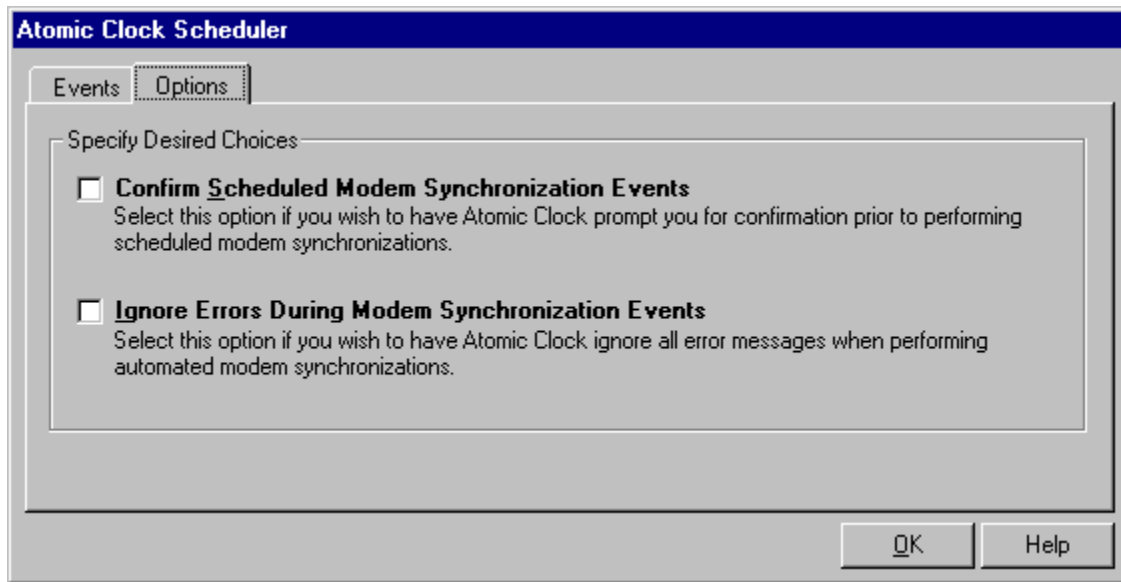 Atomic Clock Scheduler
Events
Options
Specify Desired Choices
Confirm Scheduled Modem Synchronization Events
Select this option if you wish to have Atomic Clock prompt you for confirmation prior to performing
scheduled modem synchronizations.
Ignore Errors During Modem Synchronization Events
Select this option if you wish to have Atomic Clock ignore all error messages when performing
automated modem synchronizations.
OK
Help